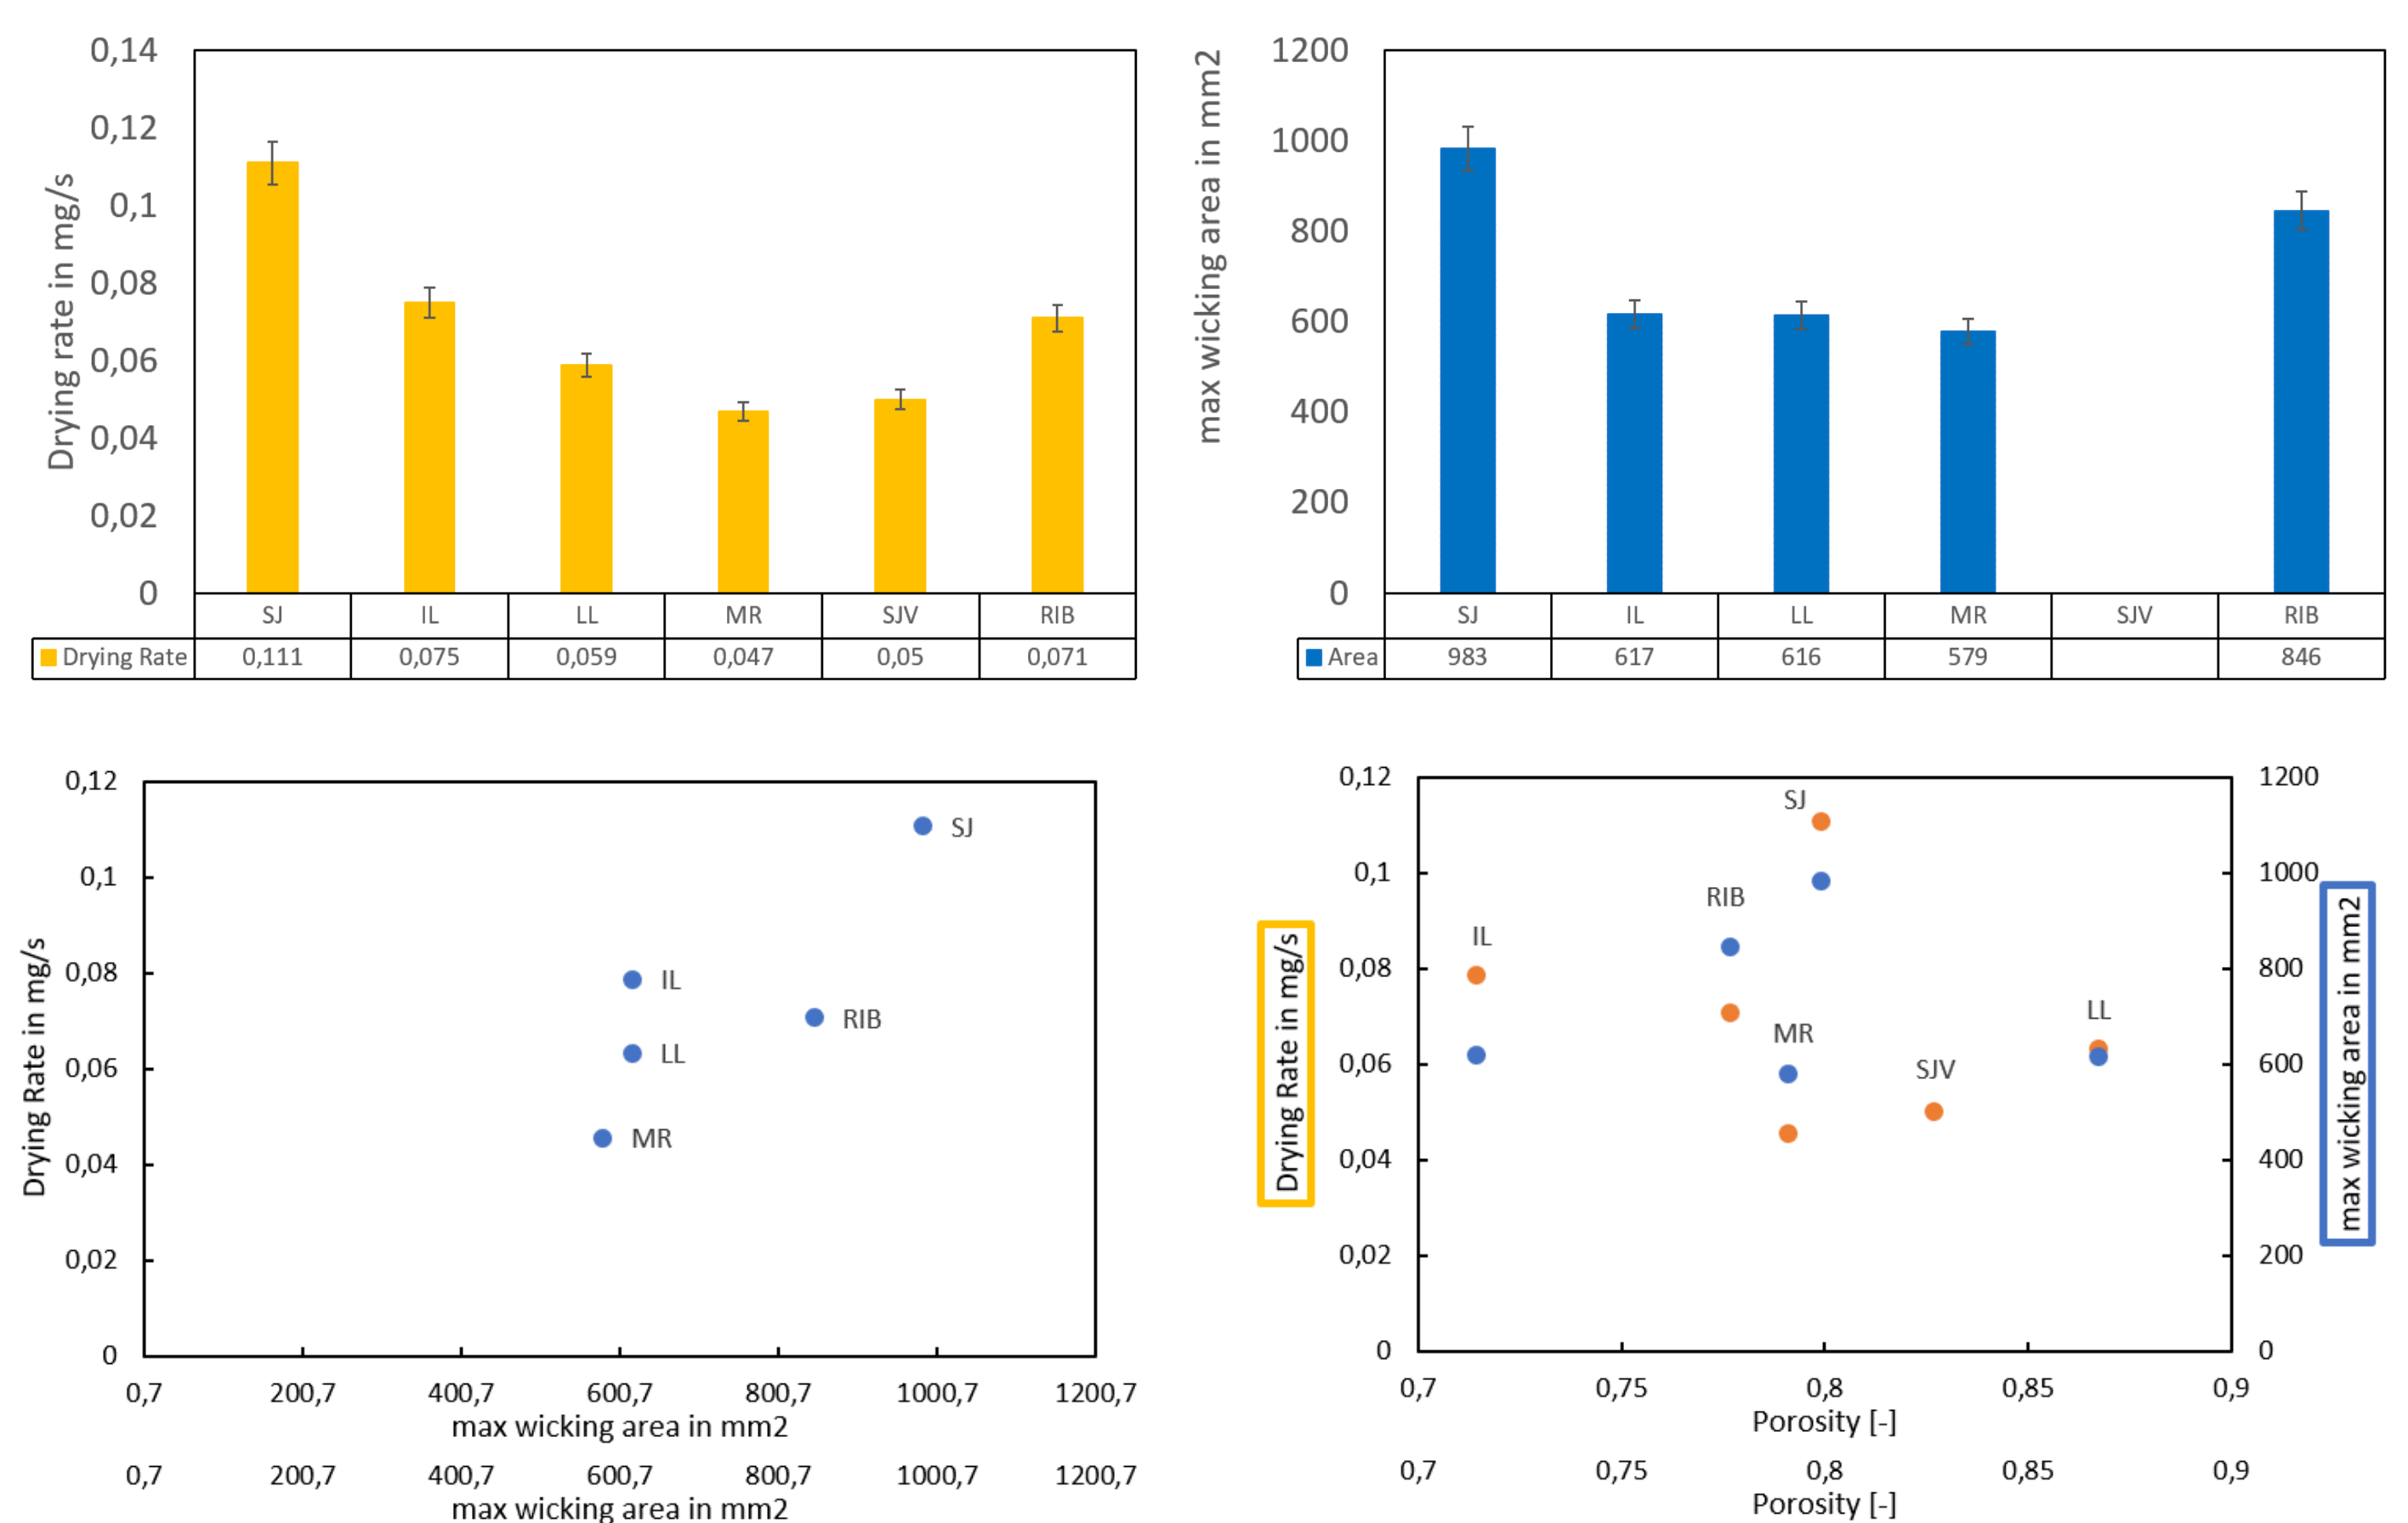 Drying rate in mg/s
0,14
0,12
0,1
0,08
0,06
0,04
0,02
0
SJ IL LL MR SJV RIB
Drying Rate 0,111 0,075 0,059 0,047 0,05 0,071
max wicking area in mm2
1200
1000
800
600
400
200
0
SJ IL LL MR SJV RIB
Area 983 617 616 579 846
Drying Rate in mg/s
0,12
0,1
0,08
0,06
0,04
0,02
0
SJ
IL
RIB
LL
MR
0,7 200,7 400,7 600,7 800,7 1000,7 1200,7
max wicking area in mm2
0,7 200,7 400,7 600,7 800,7 1000,7 1200,7
max wicking area in mm2
Drying Rate in mg/s
0,12
0,1
0,08
0,06
0,04
0,02
0
SJ
RIB
IL
LL
MR
SJV
1200
1000
800
600
400
200
0
max wicking area in mm2
0,7 0,75 0,8 0,85 0,9
Porosity [-]
0,7 0,75 0,8 0,85 0,9
Porosity [-]